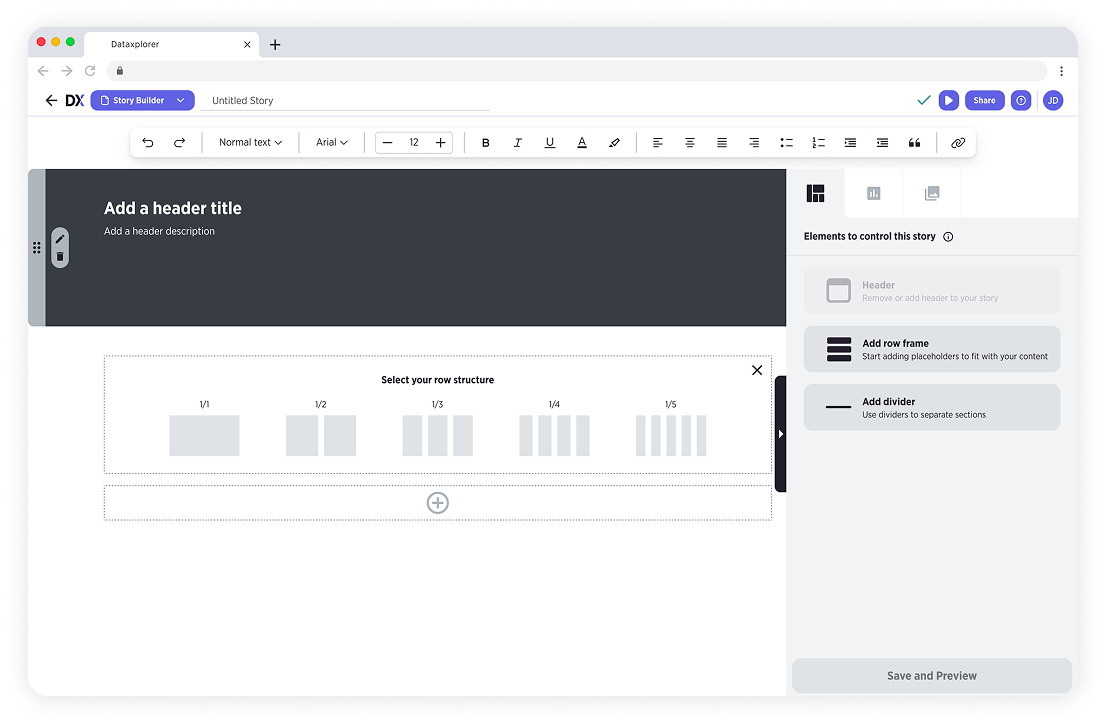 Dataxplorer
DX
Story Builder
Untitled Story
Share
JD
Normal text
Arial
12
B
I
U
A
Add a header title
Add a header description
Elements to control this story
Header
Remove or add header to your story
Add row frame
Start adding placeholders to fit with your content
Add divider
Use dividers to separate sections
Select your row structure
1/1
1/2
1/3
1/4
1/5
Save and Preview